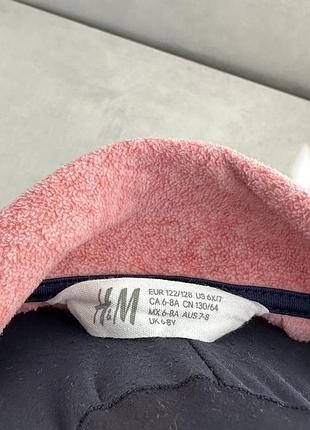 H&M
EUR 122/128 US 6X/7
CA 6-8A CN 130/64
MX 6-8A AUS 7-8
UK 6-8Y